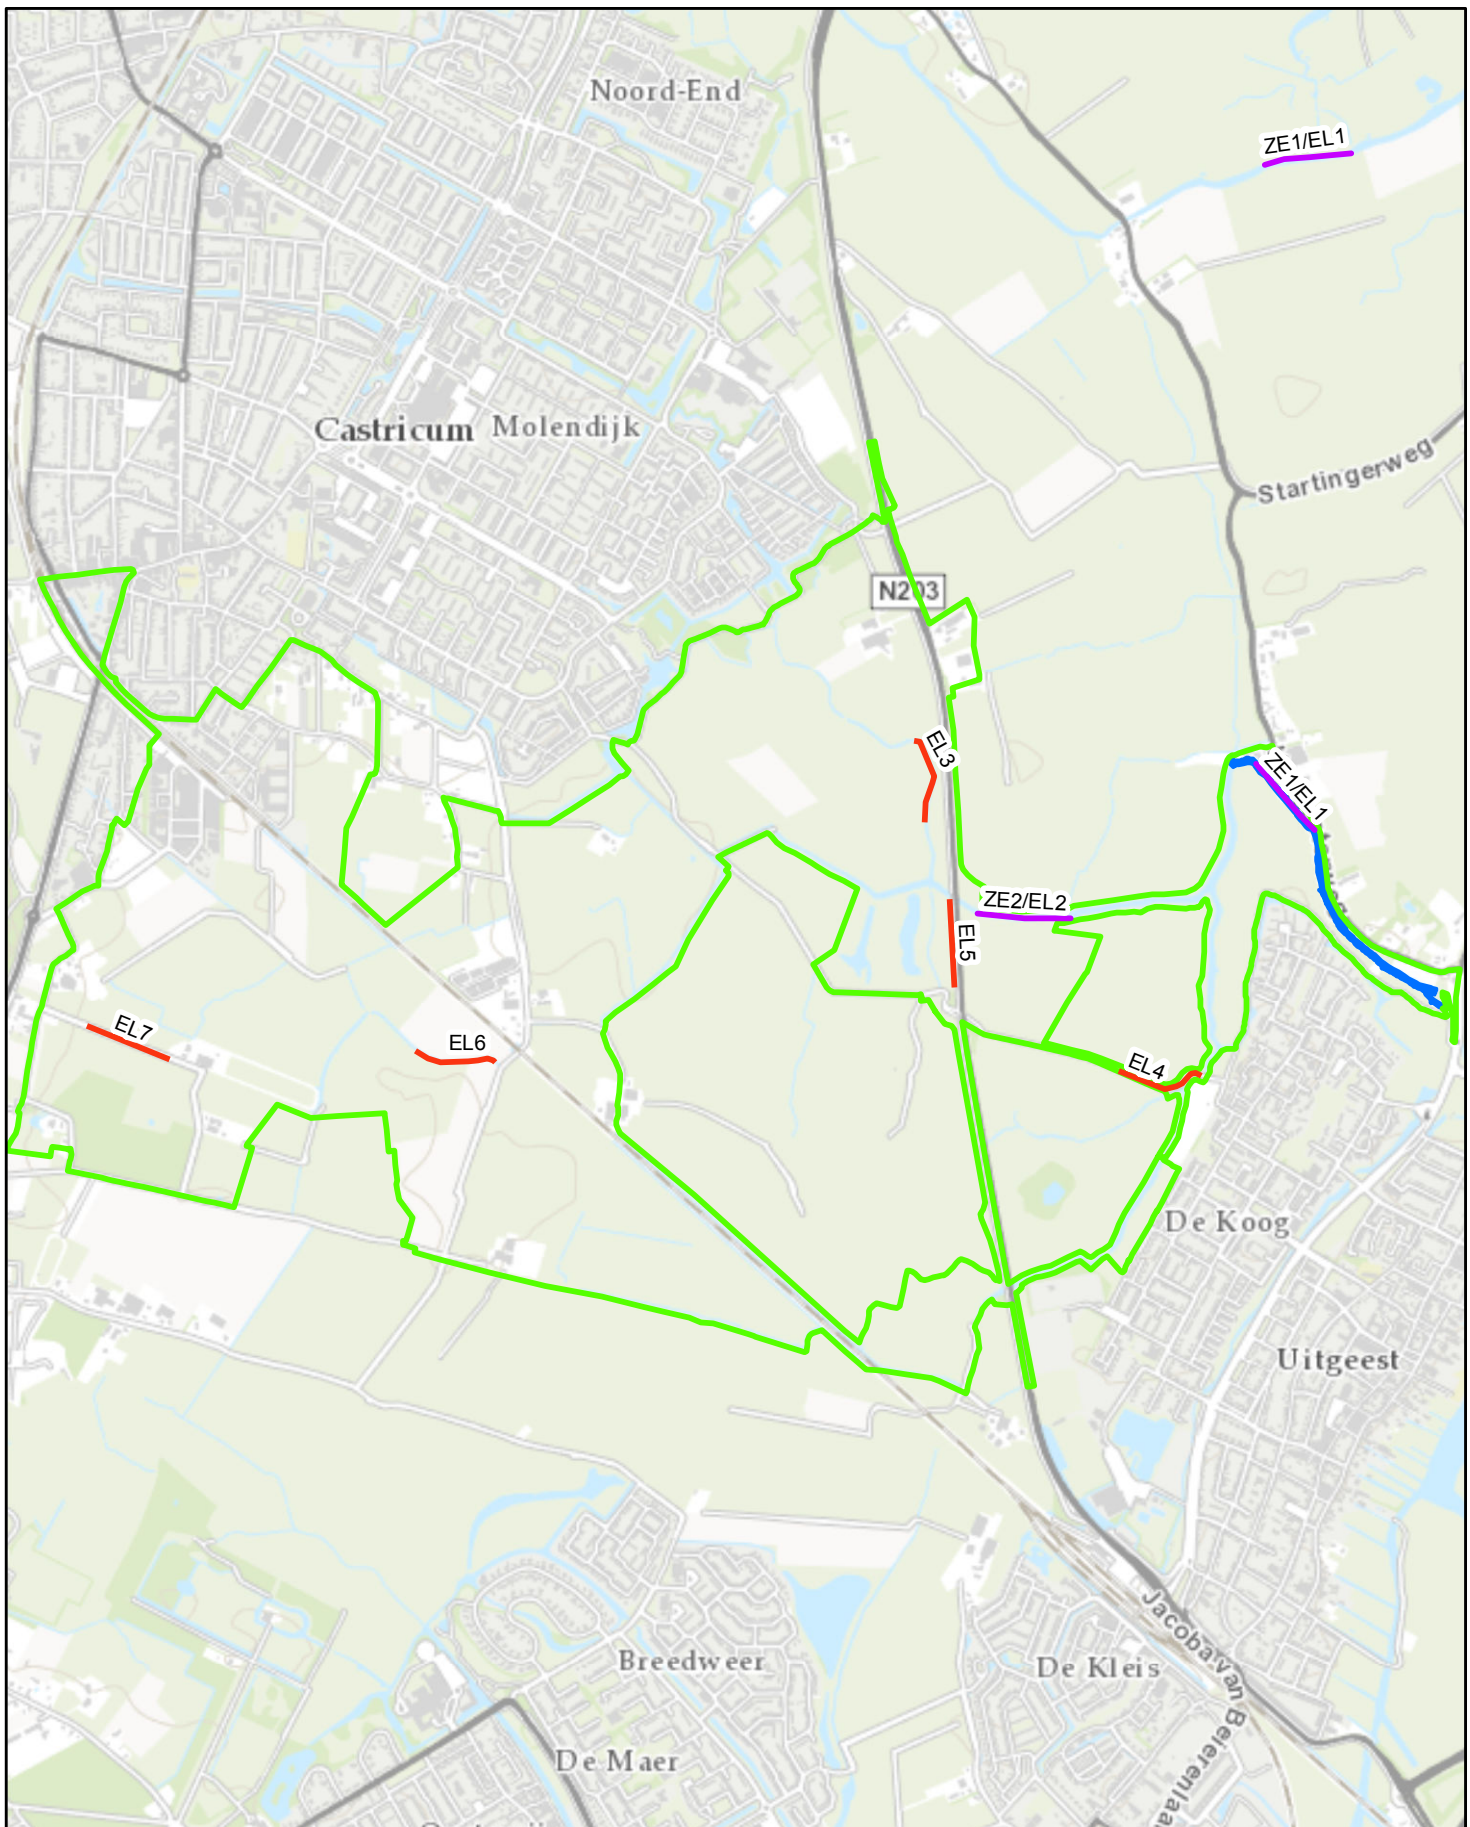 Noord-End
ZE1/EL1
Castricum
Molendijk
Startingerweg
N203
EL3
ZE1/EL1
ZE2/EL2
EL5
EL7
EL6
EL4
De Koog
Uitgeest
Jacoba van Beierenlaa
Breedweer
De Kleis
De Maer